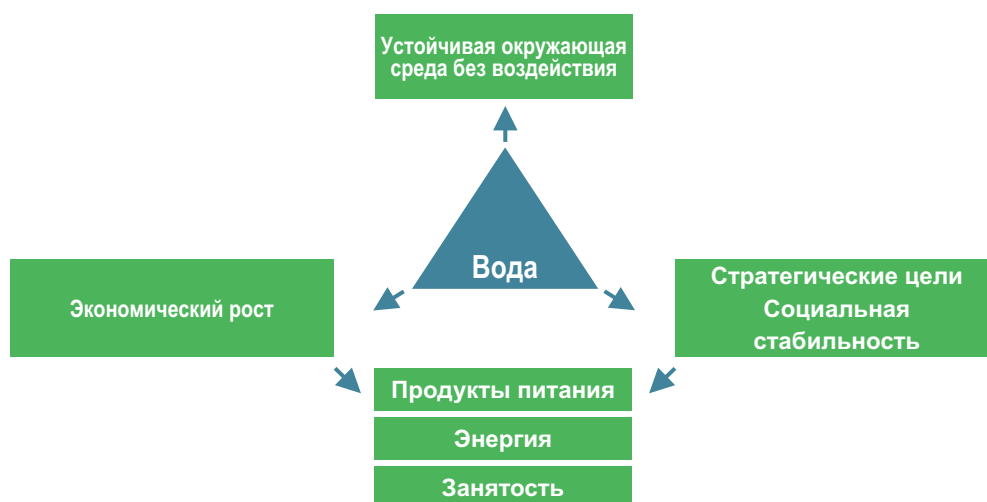 Устойчивая окружающая
среда без воздействия
Вода
Экономический рост
Стратегические цели
Социальная
стабильность
Продукты питания
Энергия
Занятость